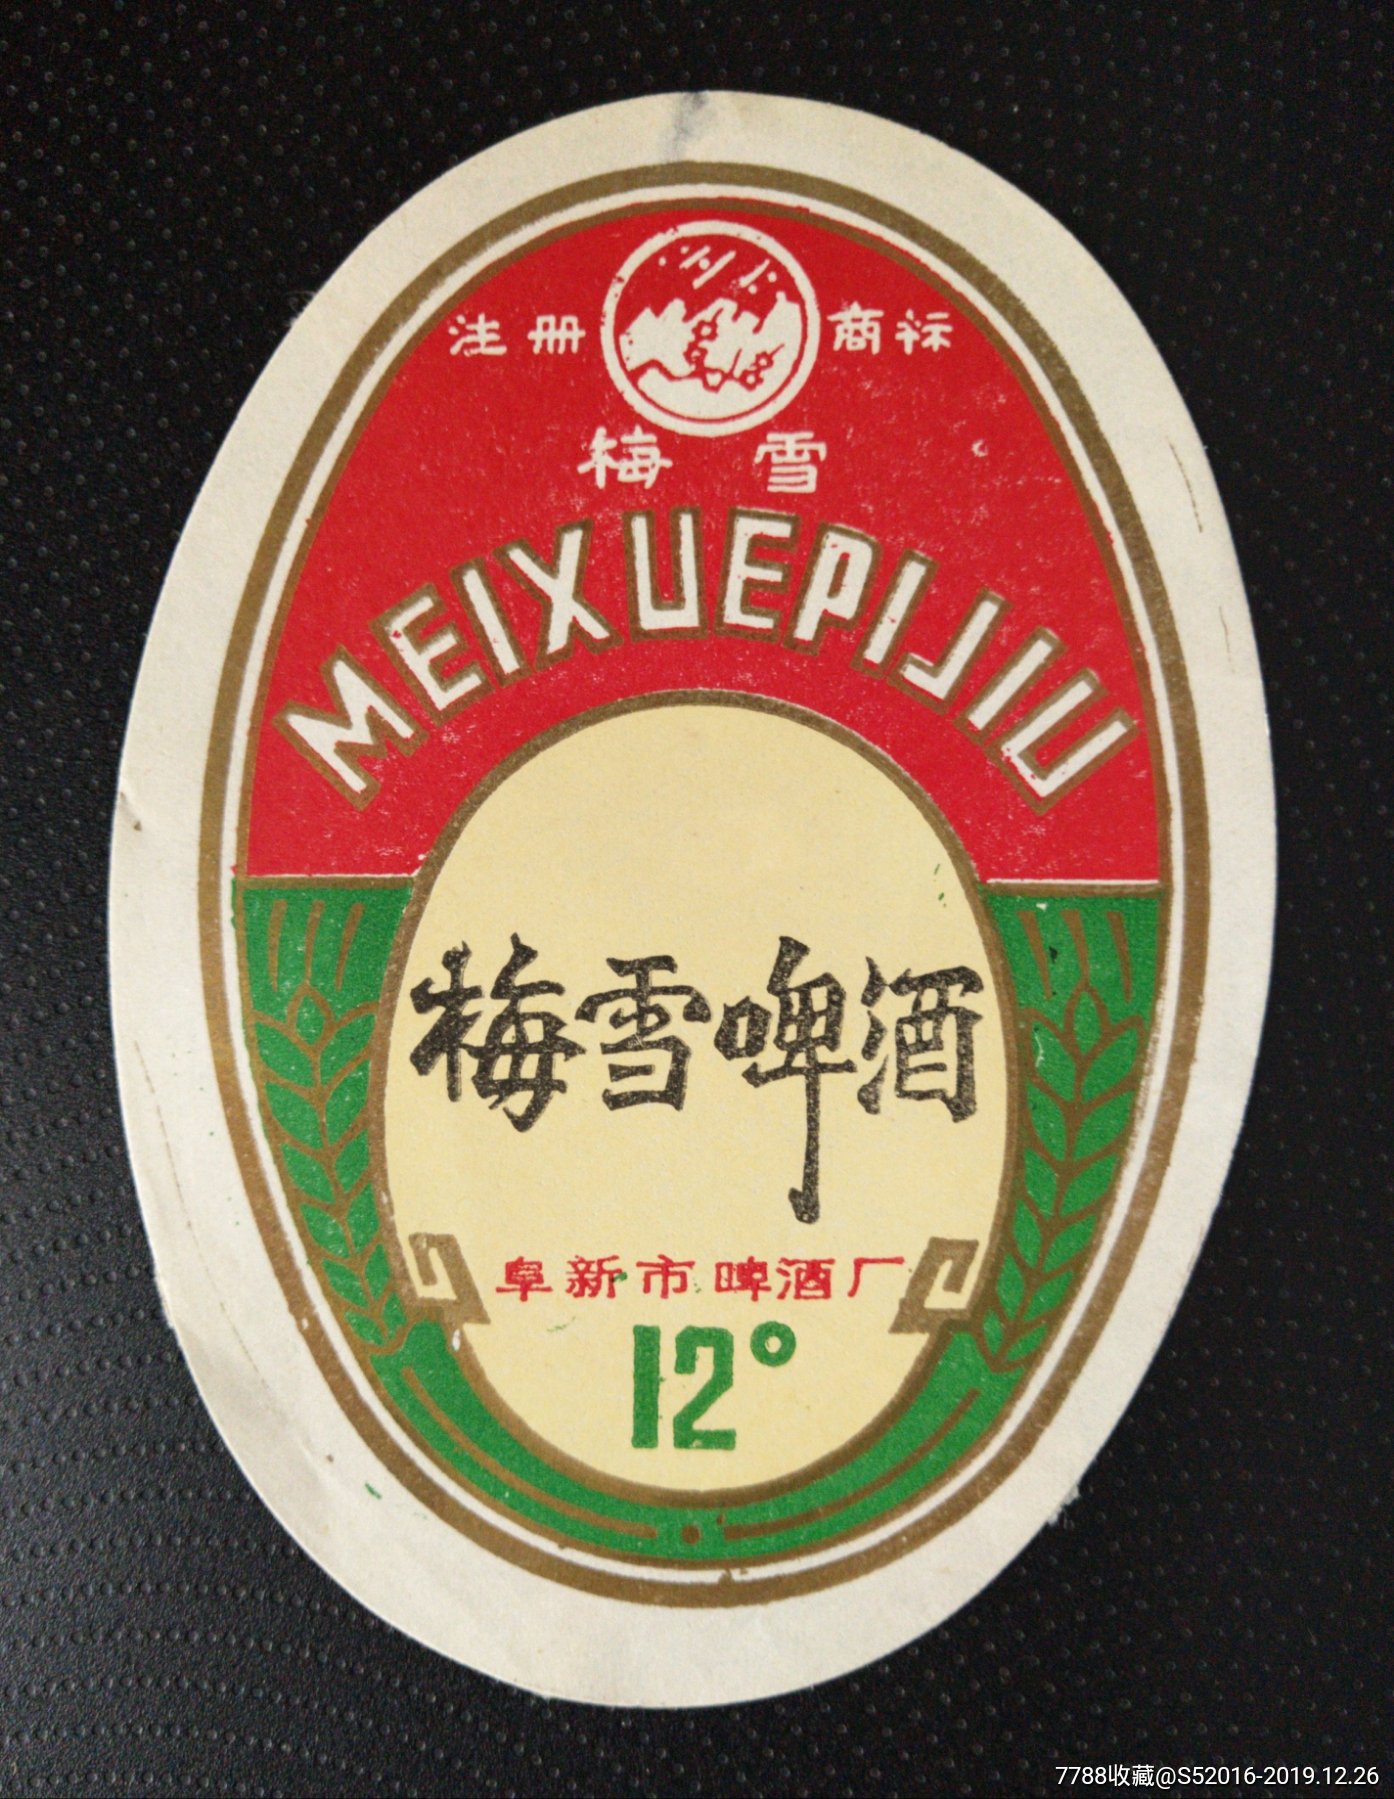 注册 商标
梅 雪
MEIXUEPIJIU
梅雪啤酒
阜新市啤酒厂
12°
7788收藏@S52016-2019.12.26